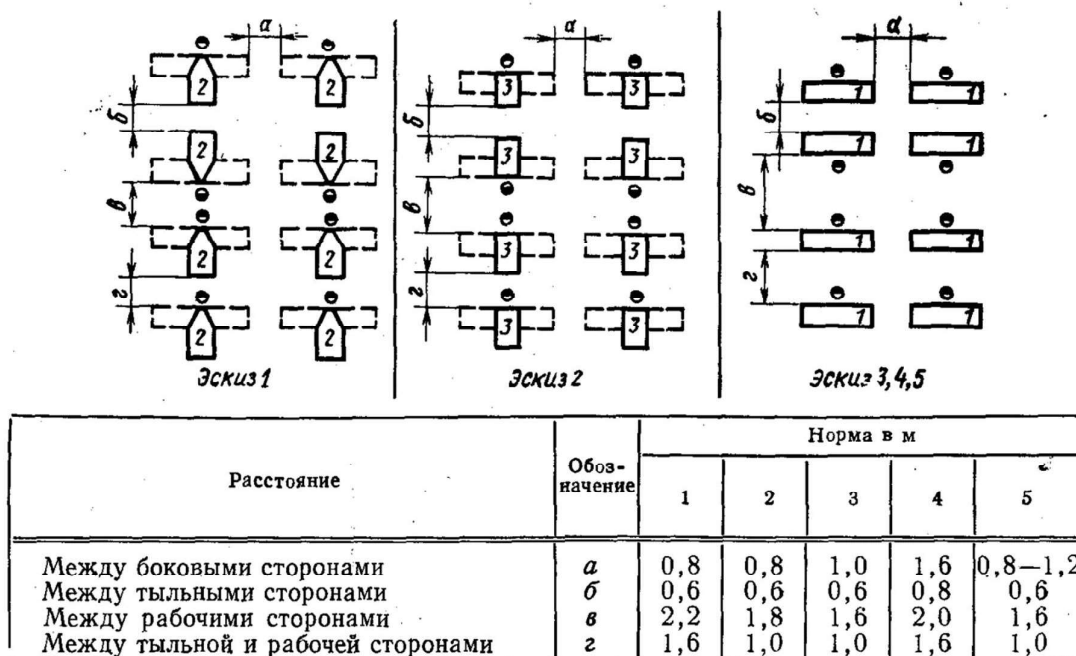 а а а
2 2 3 3 1 1
б б б
2 2 3 3 1 1
в в в
2 2 3 3 1 1
г г г
2 2 3 3 1 1
Эскиз 1 Эскиз 2 Эскиз 3,4,5
Расстояние Обоз- Норма в м
начение 1 2 3 4 5
Между боковыми сторонами а 0,8 0,8 1,0 1,6 0,8—1,2
Между тыльными сторонами б 0,6 0,6 0,6 0,8 0,6
Между рабочими сторонами в 2,2 1,8 1,6 2,0 1,6
Между тыльной и рабочей сторонами г 1,6 1,0 1,0 1,6 1,0